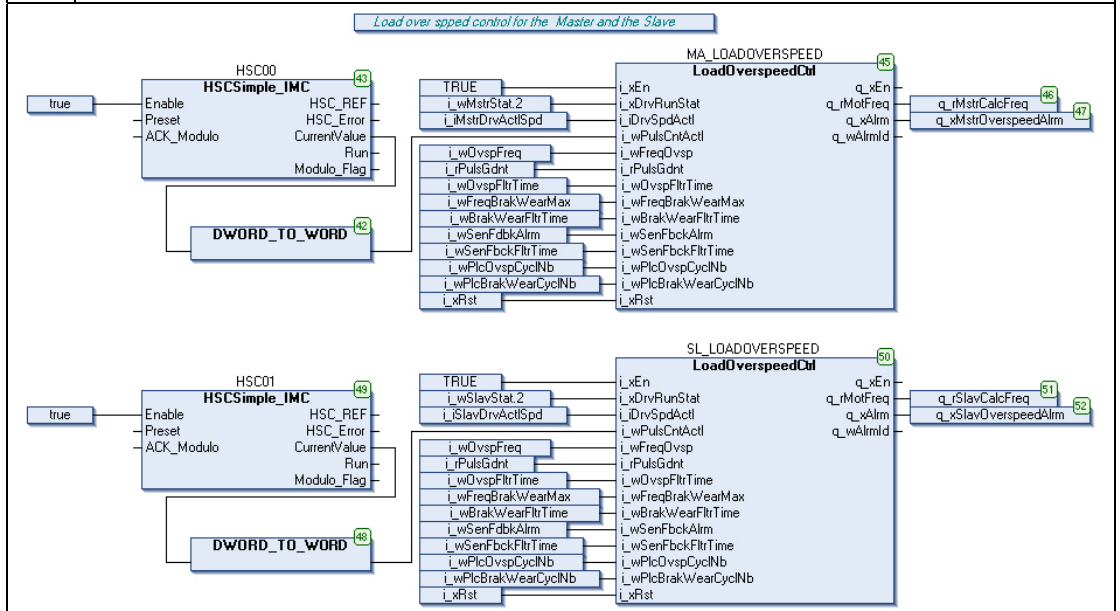 Load over spped control for the Master and the Slave
HSC00
HSCSimple_IMC 43
true
Enable HSC_REF
Preset HSC_Error
ACK_Modulo CurrentValue
Run
Modulo_Flag
DWORD_TO_WORD 42
MA_LOADOVERSPEED
LoadOverspeedCtrl 45
TRUE i_xEn q_xEn
i_wMstrStat.2 i_xDrvRunStat q_rMotFreq q_rMstrCalcFreq 46
i_iMstrDrvActlSpd i_iDrvSpdActl q_xAlrm q_xMstrOverspeedAlrm 47
i_wPulsCntActl q_wAlrmId
i_wOvspFreq i_wFreqOvsp
i_rPulsGdnt i_rPulsGdnt
i_wOvspFltrTime i_wOvspFltrTime
i_wFreqBrakWearMax i_wFreqBrakWearMax
i_wBrakWearFltrTime i_wBrakWearFltrTime
i_wSenFdbkAlrm i_wSenFbckAlrm
i_wSenFbckFltrTime i_wSenFbckFltrTime
i_wPlcOvspCyclNb i_wPlcOvspCyclNb
i_wPlcBrakWearCyclNb i_wPlcBrakWearCyclNb
i_xRst i_xRst
HSC01
HSCSimple_IMC 49
true
Enable HSC_REF
Preset HSC_Error
ACK_Modulo CurrentValue
Run
Modulo_Flag
DWORD_TO_WORD 48
SL_LOADOVERSPEED
LoadOverspeedCtrl 50
TRUE i_xEn q_xEn
i_wSlavStat.2 i_xDrvRunStat q_rMotFreq q_rSlavCalcFreq 51
i_iSlavDrvActlSpd i_iDrvSpdActl q_xAlrm q_xSlavOverspeedAlrm 52
i_wPulsCntActl q_wAlrmId
i_wOvspFreq i_wFreqOvsp
i_rPulsGdnt i_rPulsGdnt
i_wOvspFltrTime i_wOvspFltrTime
i_wFreqBrakWearMax i_wFreqBrakWearMax
i_wBrakWearFltrTime i_wBrakWearFltrTime
i_wSenFdbkAlrm i_wSenFbckAlrm
i_wSenFbckFltrTime i_wSenFbckFltrTime
i_wPlcOvspCyclNb i_wPlcOvspCyclNb
i_wPlcBrakWearCyclNb i_wPlcBrakWearCyclNb
i_xRst i_xRst